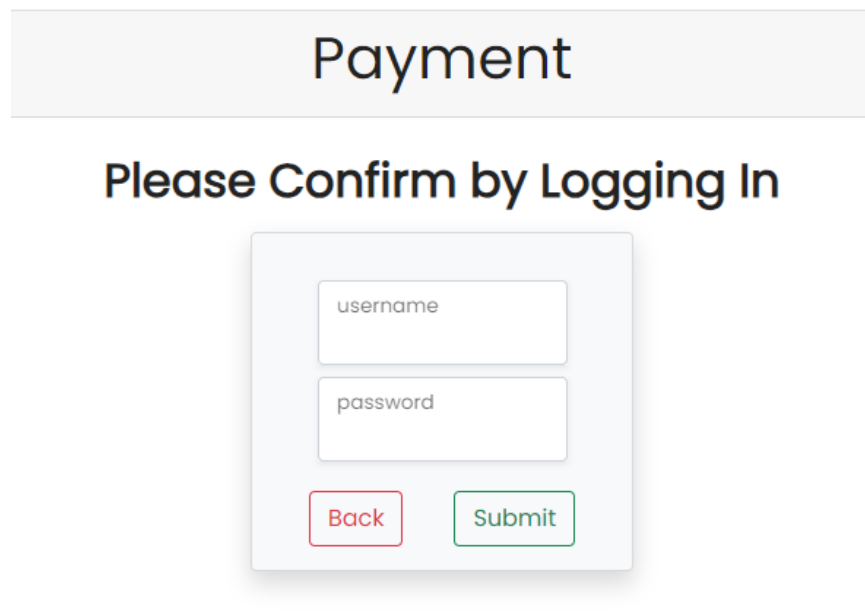 Payment
Please Confirm by Logging In
username
password
Back Submit